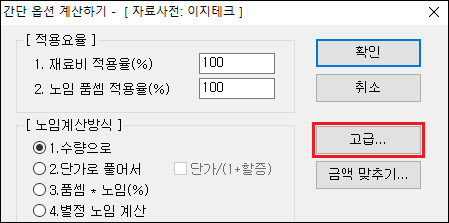 간단 옵션 계산하기 - [ 자료사전: 이지테크 ]
[ 적용요율 ]
1. 재료비 적용율(%) 100
2. 노임 품셈 적용율(%) 100
확인
취소
[ 노임계산방식 ]
1.수량으로
2.단가로 풀어서 단가/(1+할증)
3.품셈 * 노임(%)
4.별정 노임 계산
고급...
금액 맞추기...